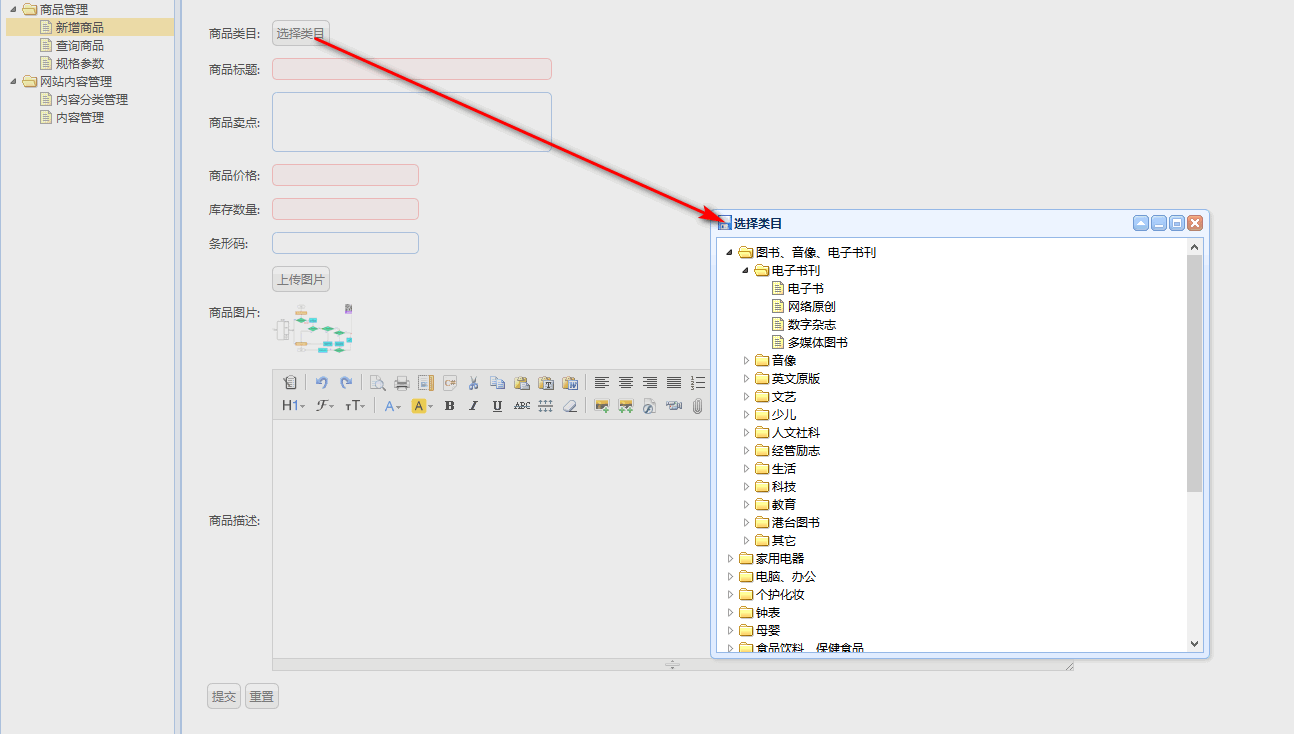 商品管理
新增商品
查询商品
规格参数
网站内容管理
内容分类管理
内容管理
商品类目: 选择类目
商品标题:
商品卖点:
商品价格:
库存数量:
条形码:
上传图片
商品图片:
H1 F TT A A B I U ABC
商品描述:
提交 重置
选择类目
图书、音像、电子书刊
电子书刊
电子书
网络原创
数字杂志
多媒体图书
音像
英文原版
文艺
少儿
人文社科
经管励志
生活
科技
教育
港台图书
其它
家用电器
电脑、办公
个护化妆
钟表
母婴
食品饮料、保健食品